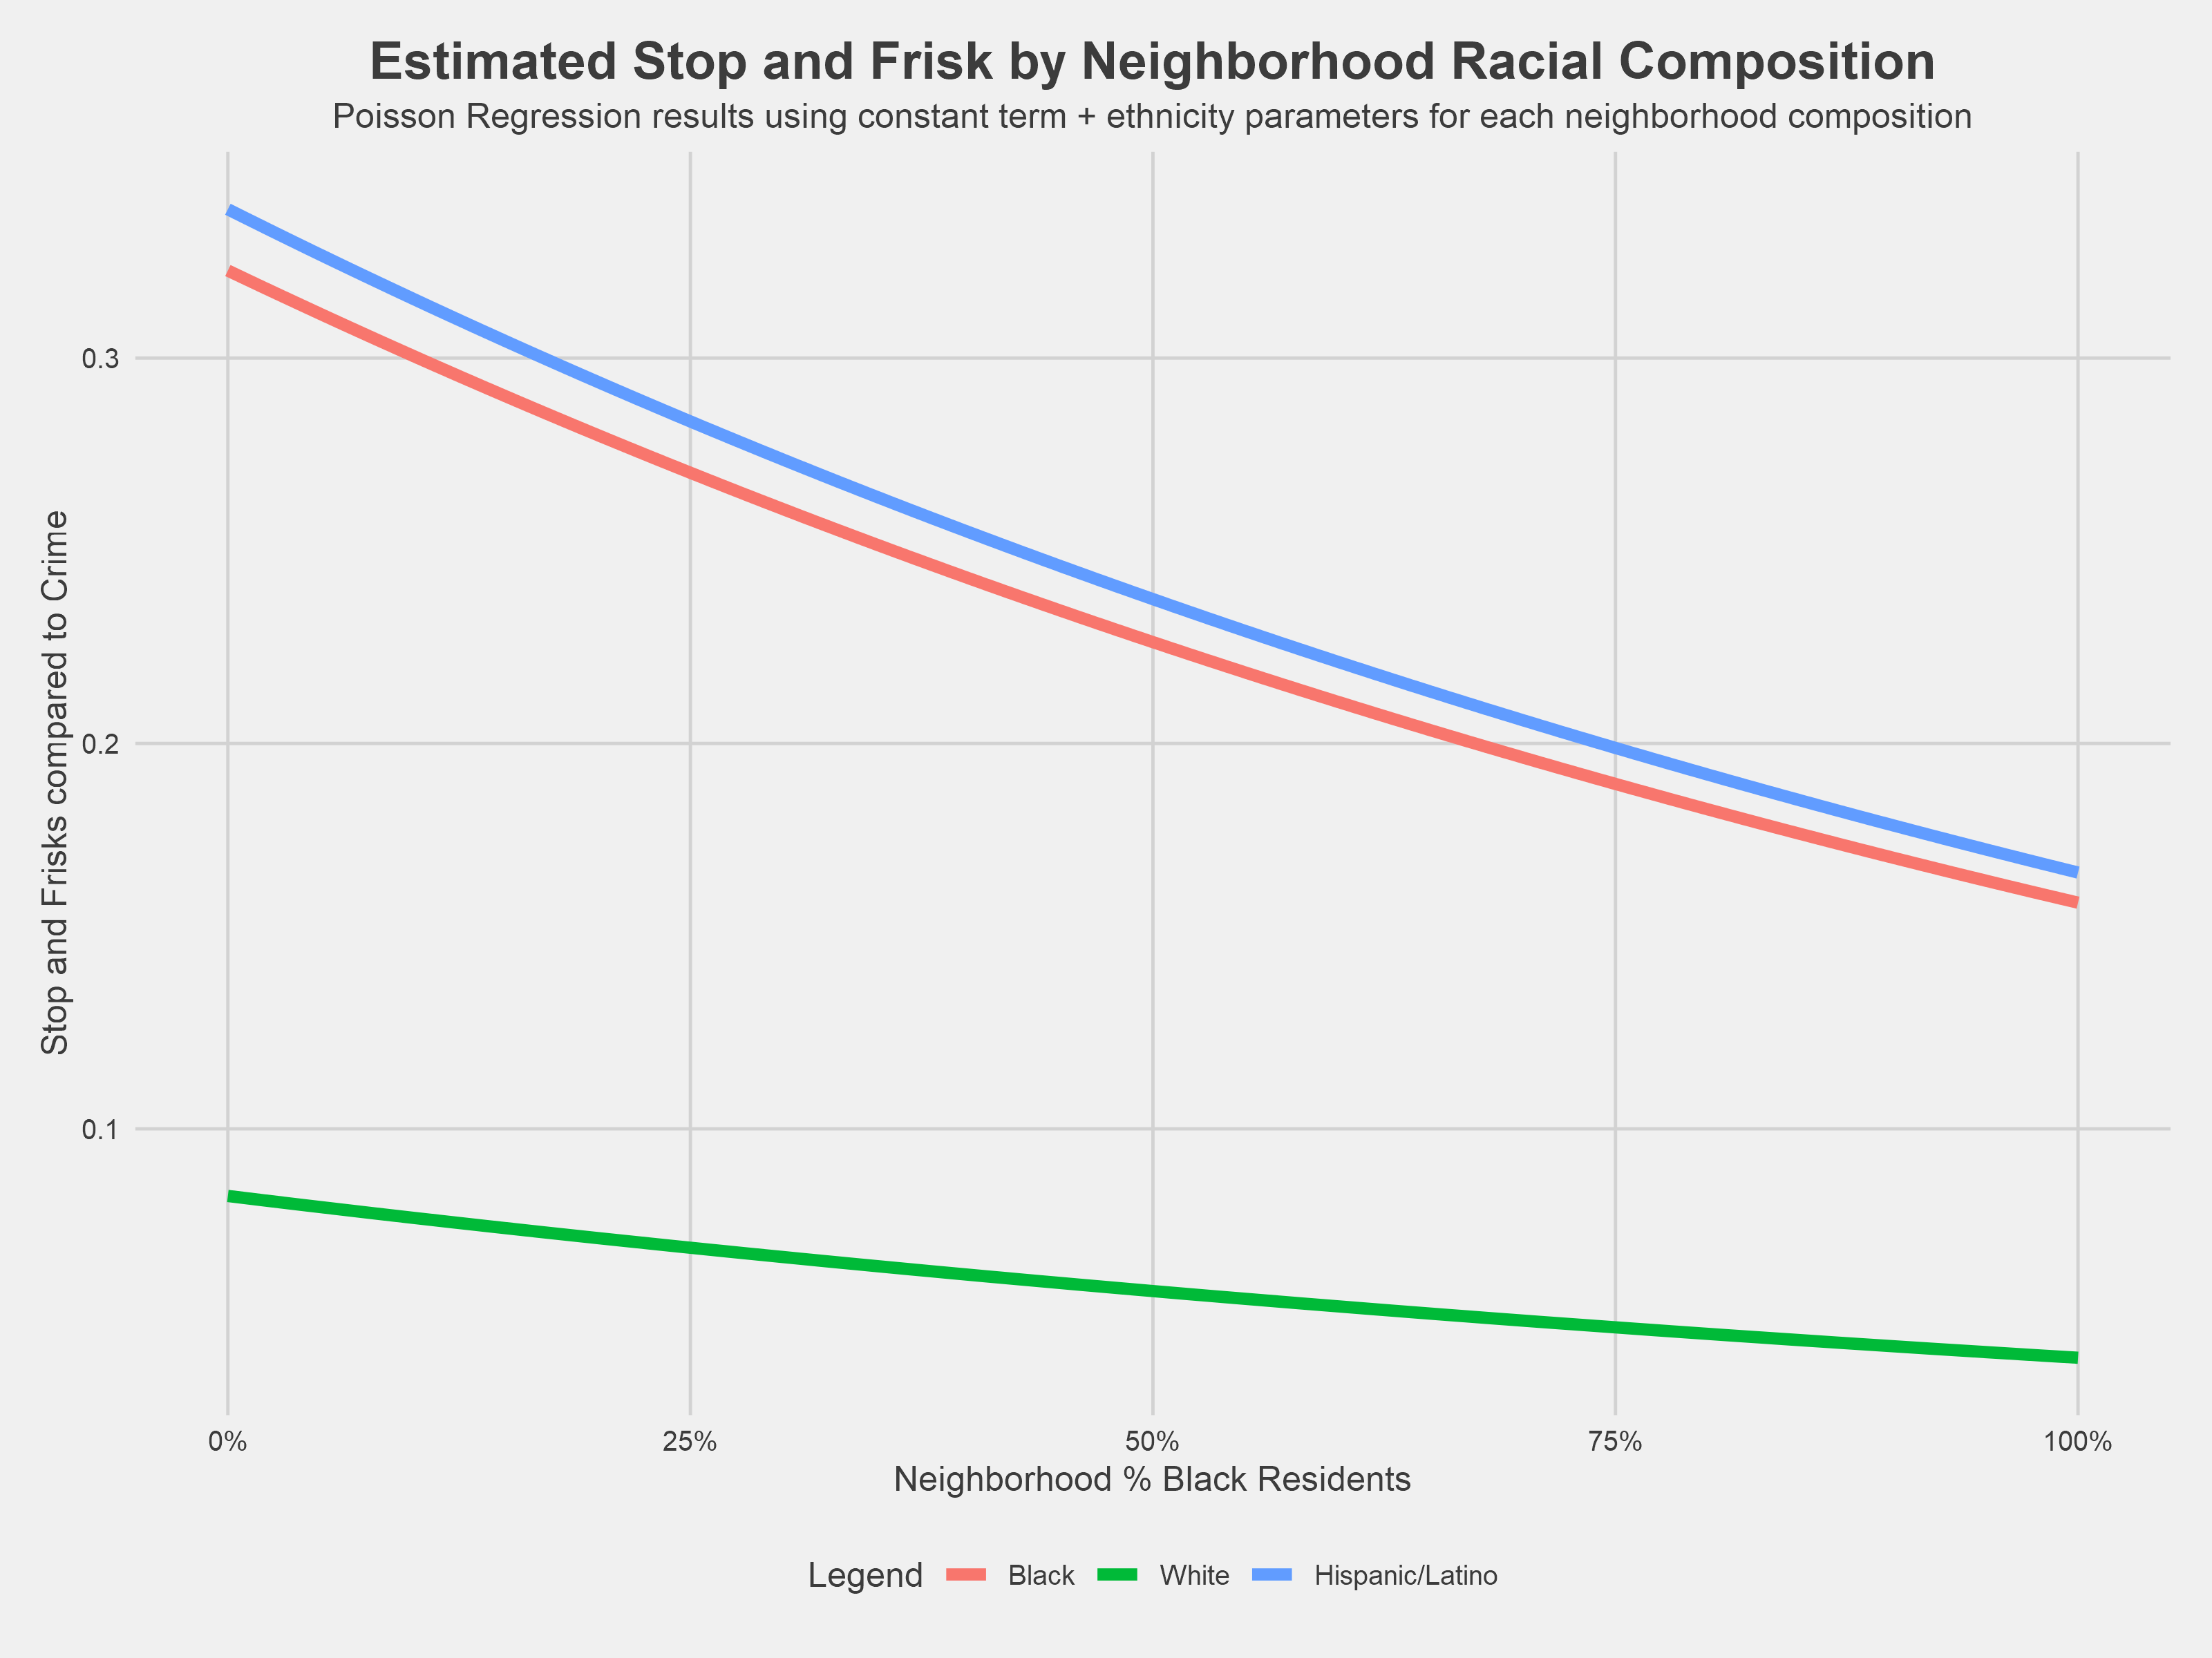 Estimated Stop and Frisk by Neighborhood Racial Composition
Poisson Regression results using constant term + ethnicity parameters for each neighborhood composition
Stop and Frisks compared to Crime
0.3
0.2
0.1
0% 25% 50% 75% 100%
Neighborhood % Black Residents
Legend Black White Hispanic/Latino